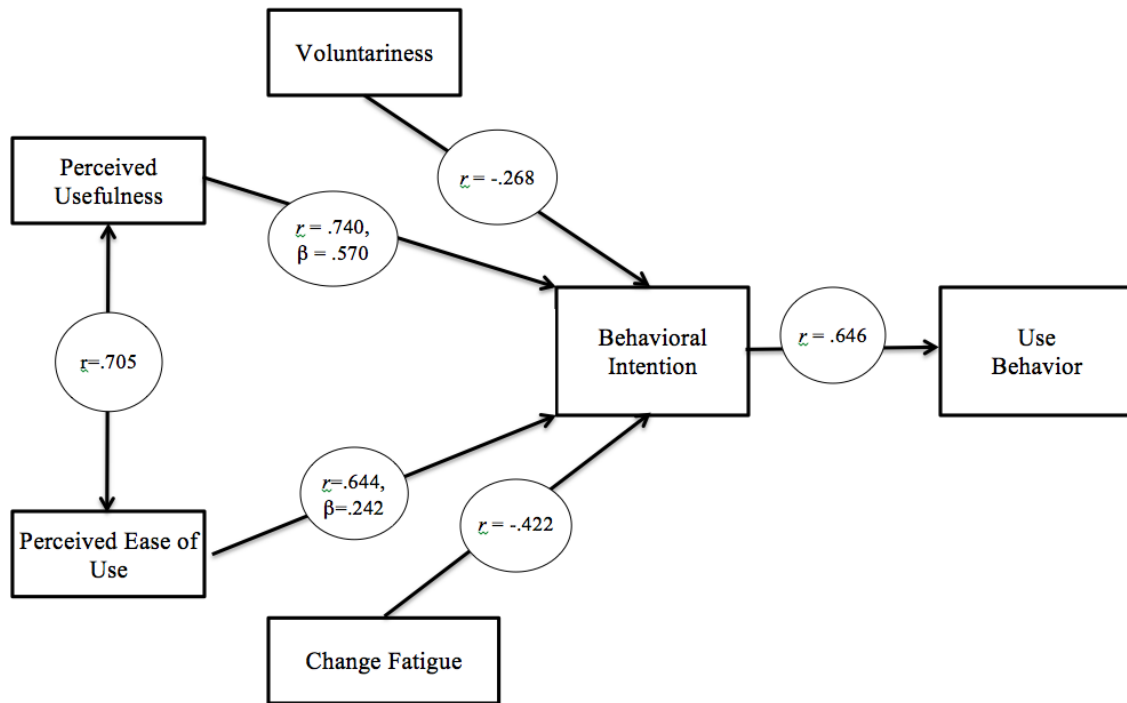 Voluntariness
r = -.268
Perceived
Usefulness
r = .740,
β = .570
r=.705
Behavioral
Intention
r = .646
Use
Behavior
r=.644,
β=.242
Perceived Ease of
Use
r = -.422
Change Fatigue